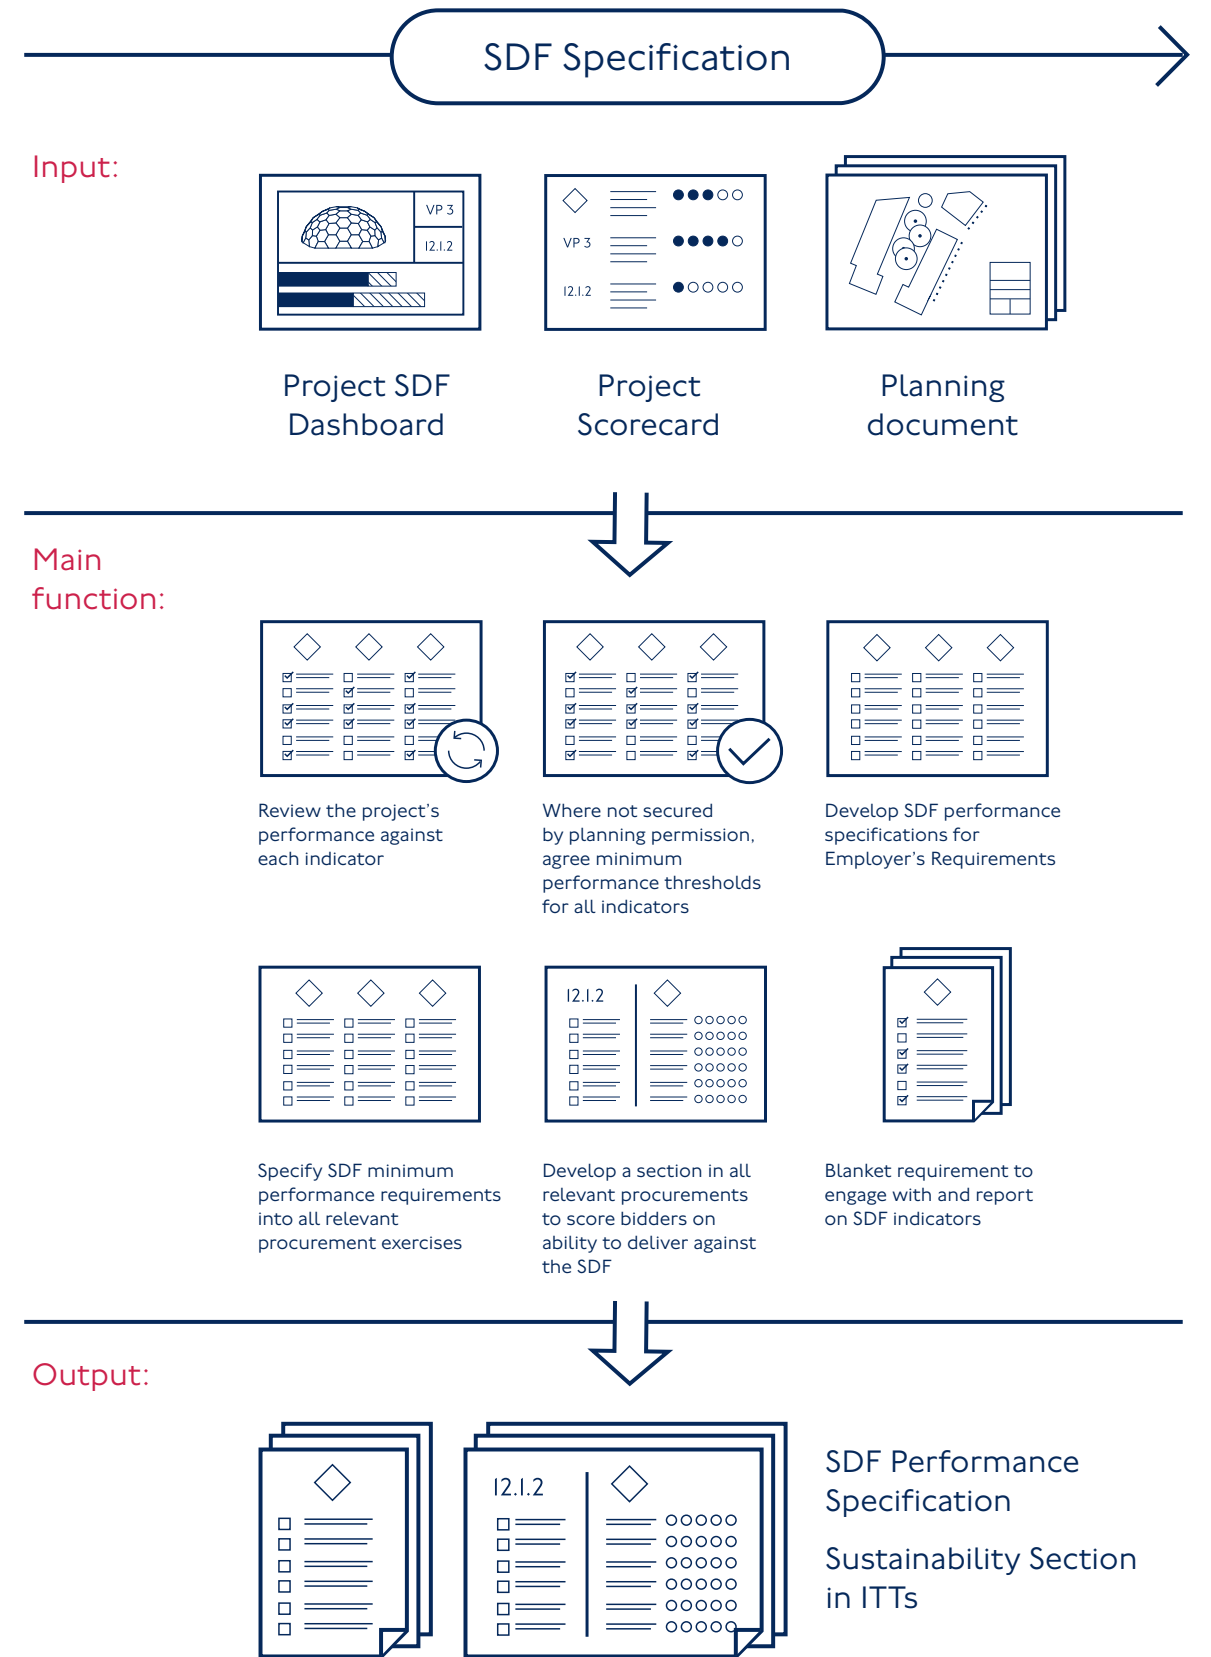 SDF Specification
Input:
VP 3
12.1.2
VP 3
12.1.2
Project SDF
Dashboard
Project
Scorecard
Planning
document
Main
function:
Review the project's
performance against
each indicator
Where not secured
by planning permission,
agree minimum
performance thresholds
for all indicators
Develop SDF performance
specifications for
Employer's Requirements
12.1.2
Specify SDF minimum
performance requirements
into all relevant
procurement exercises
Develop a section in all
relevant procurements
to score bidders on
ability to deliver against
the SDF
Blanket requirement to
engage with and report
on SDF indicators
Output:
12.1.2
SDF Performance
Specification
Sustainability Section
in ITTs